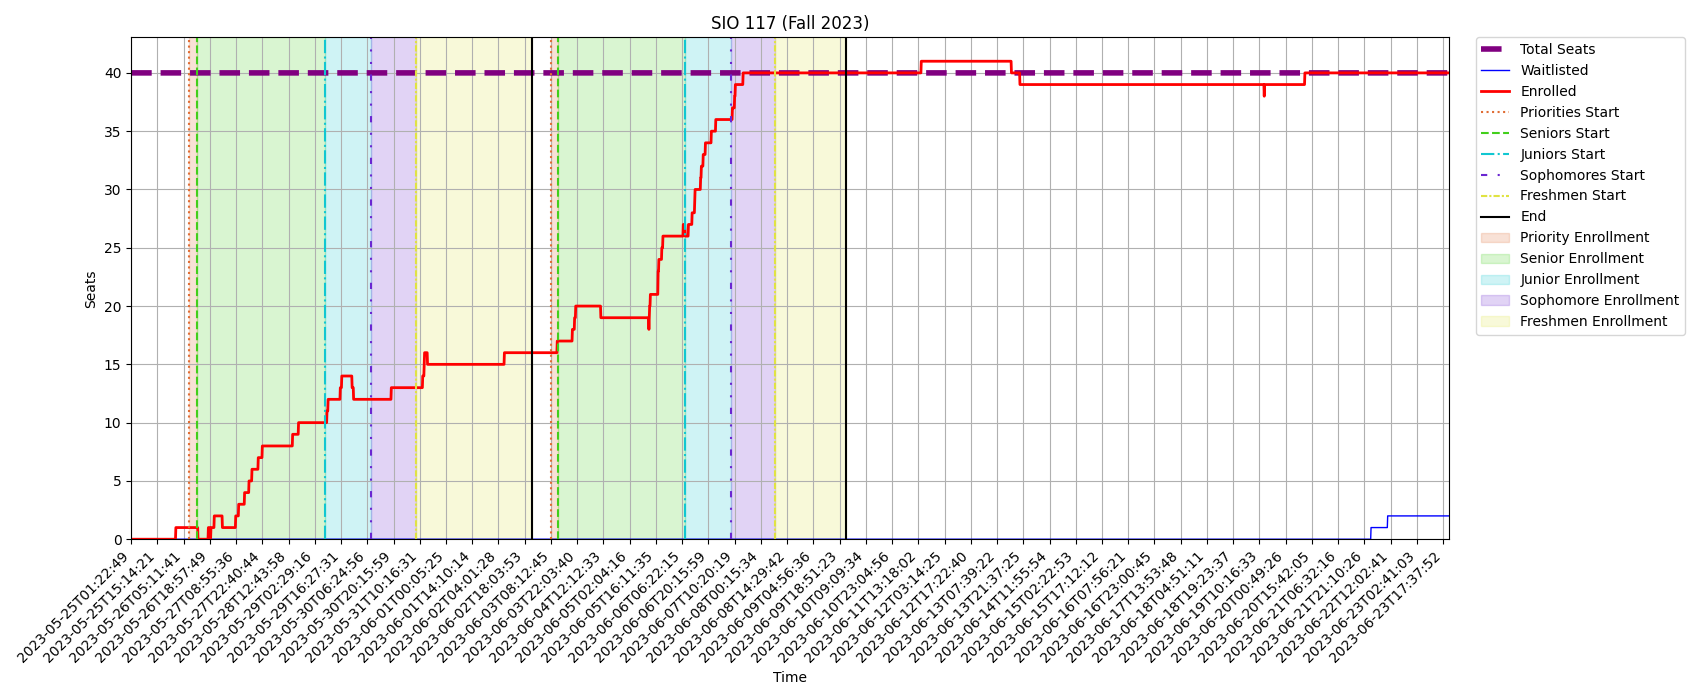 SIO 117 (Fall 2023)
Seats
40
35
30
25
20
15
10
5
0
2023-05-25T01:22:49
2023-05-25T15:14:21
2023-05-26T05:11:41
2023-05-26T18:57:49
2023-05-27T08:55:36
2023-05-27T22:40:44
2023-05-28T12:43:58
2023-05-29T02:29:16
2023-05-29T16:27:31
2023-05-30T06:24:56
2023-05-30T20:15:59
2023-05-31T10:16:31
2023-06-01T00:05:25
2023-06-01T14:10:14
2023-06-02T04:01:28
2023-06-02T18:03:53
2023-06-03T08:12:45
2023-06-03T22:03:40
2023-06-04T12:12:33
2023-06-05T02:04:16
2023-06-05T16:11:35
2023-06-06T06:22:15
2023-06-06T20:15:59
2023-06-07T10:20:19
2023-06-08T00:15:34
2023-06-08T14:29:42
2023-06-09T04:56:36
2023-06-09T18:51:23
2023-06-10T09:09:34
2023-06-10T23:04:56
2023-06-11T13:18:02
2023-06-12T03:14:25
2023-06-12T17:22:40
2023-06-13T07:39:22
2023-06-13T21:37:25
2023-06-14T11:55:54
2023-06-15T02:22:53
2023-06-15T17:12:12
2023-06-16T07:56:21
2023-06-16T23:00:45
2023-06-17T13:53:48
2023-06-18T04:51:11
2023-06-18T19:23:37
2023-06-19T10:16:33
2023-06-20T00:49:26
2023-06-20T15:42:05
2023-06-21T06:32:16
2023-06-21T21:10:26
2023-06-22T12:02:41
2023-06-23T02:41:03
2023-06-23T17:37:52
Time
Total Seats
Waitlisted
Enrolled
Priorities Start
Seniors Start
Juniors Start
Sophomores Start
Freshmen Start
End
Priority Enrollment
Senior Enrollment
Junior Enrollment
Sophomore Enrollment
Freshmen Enrollment